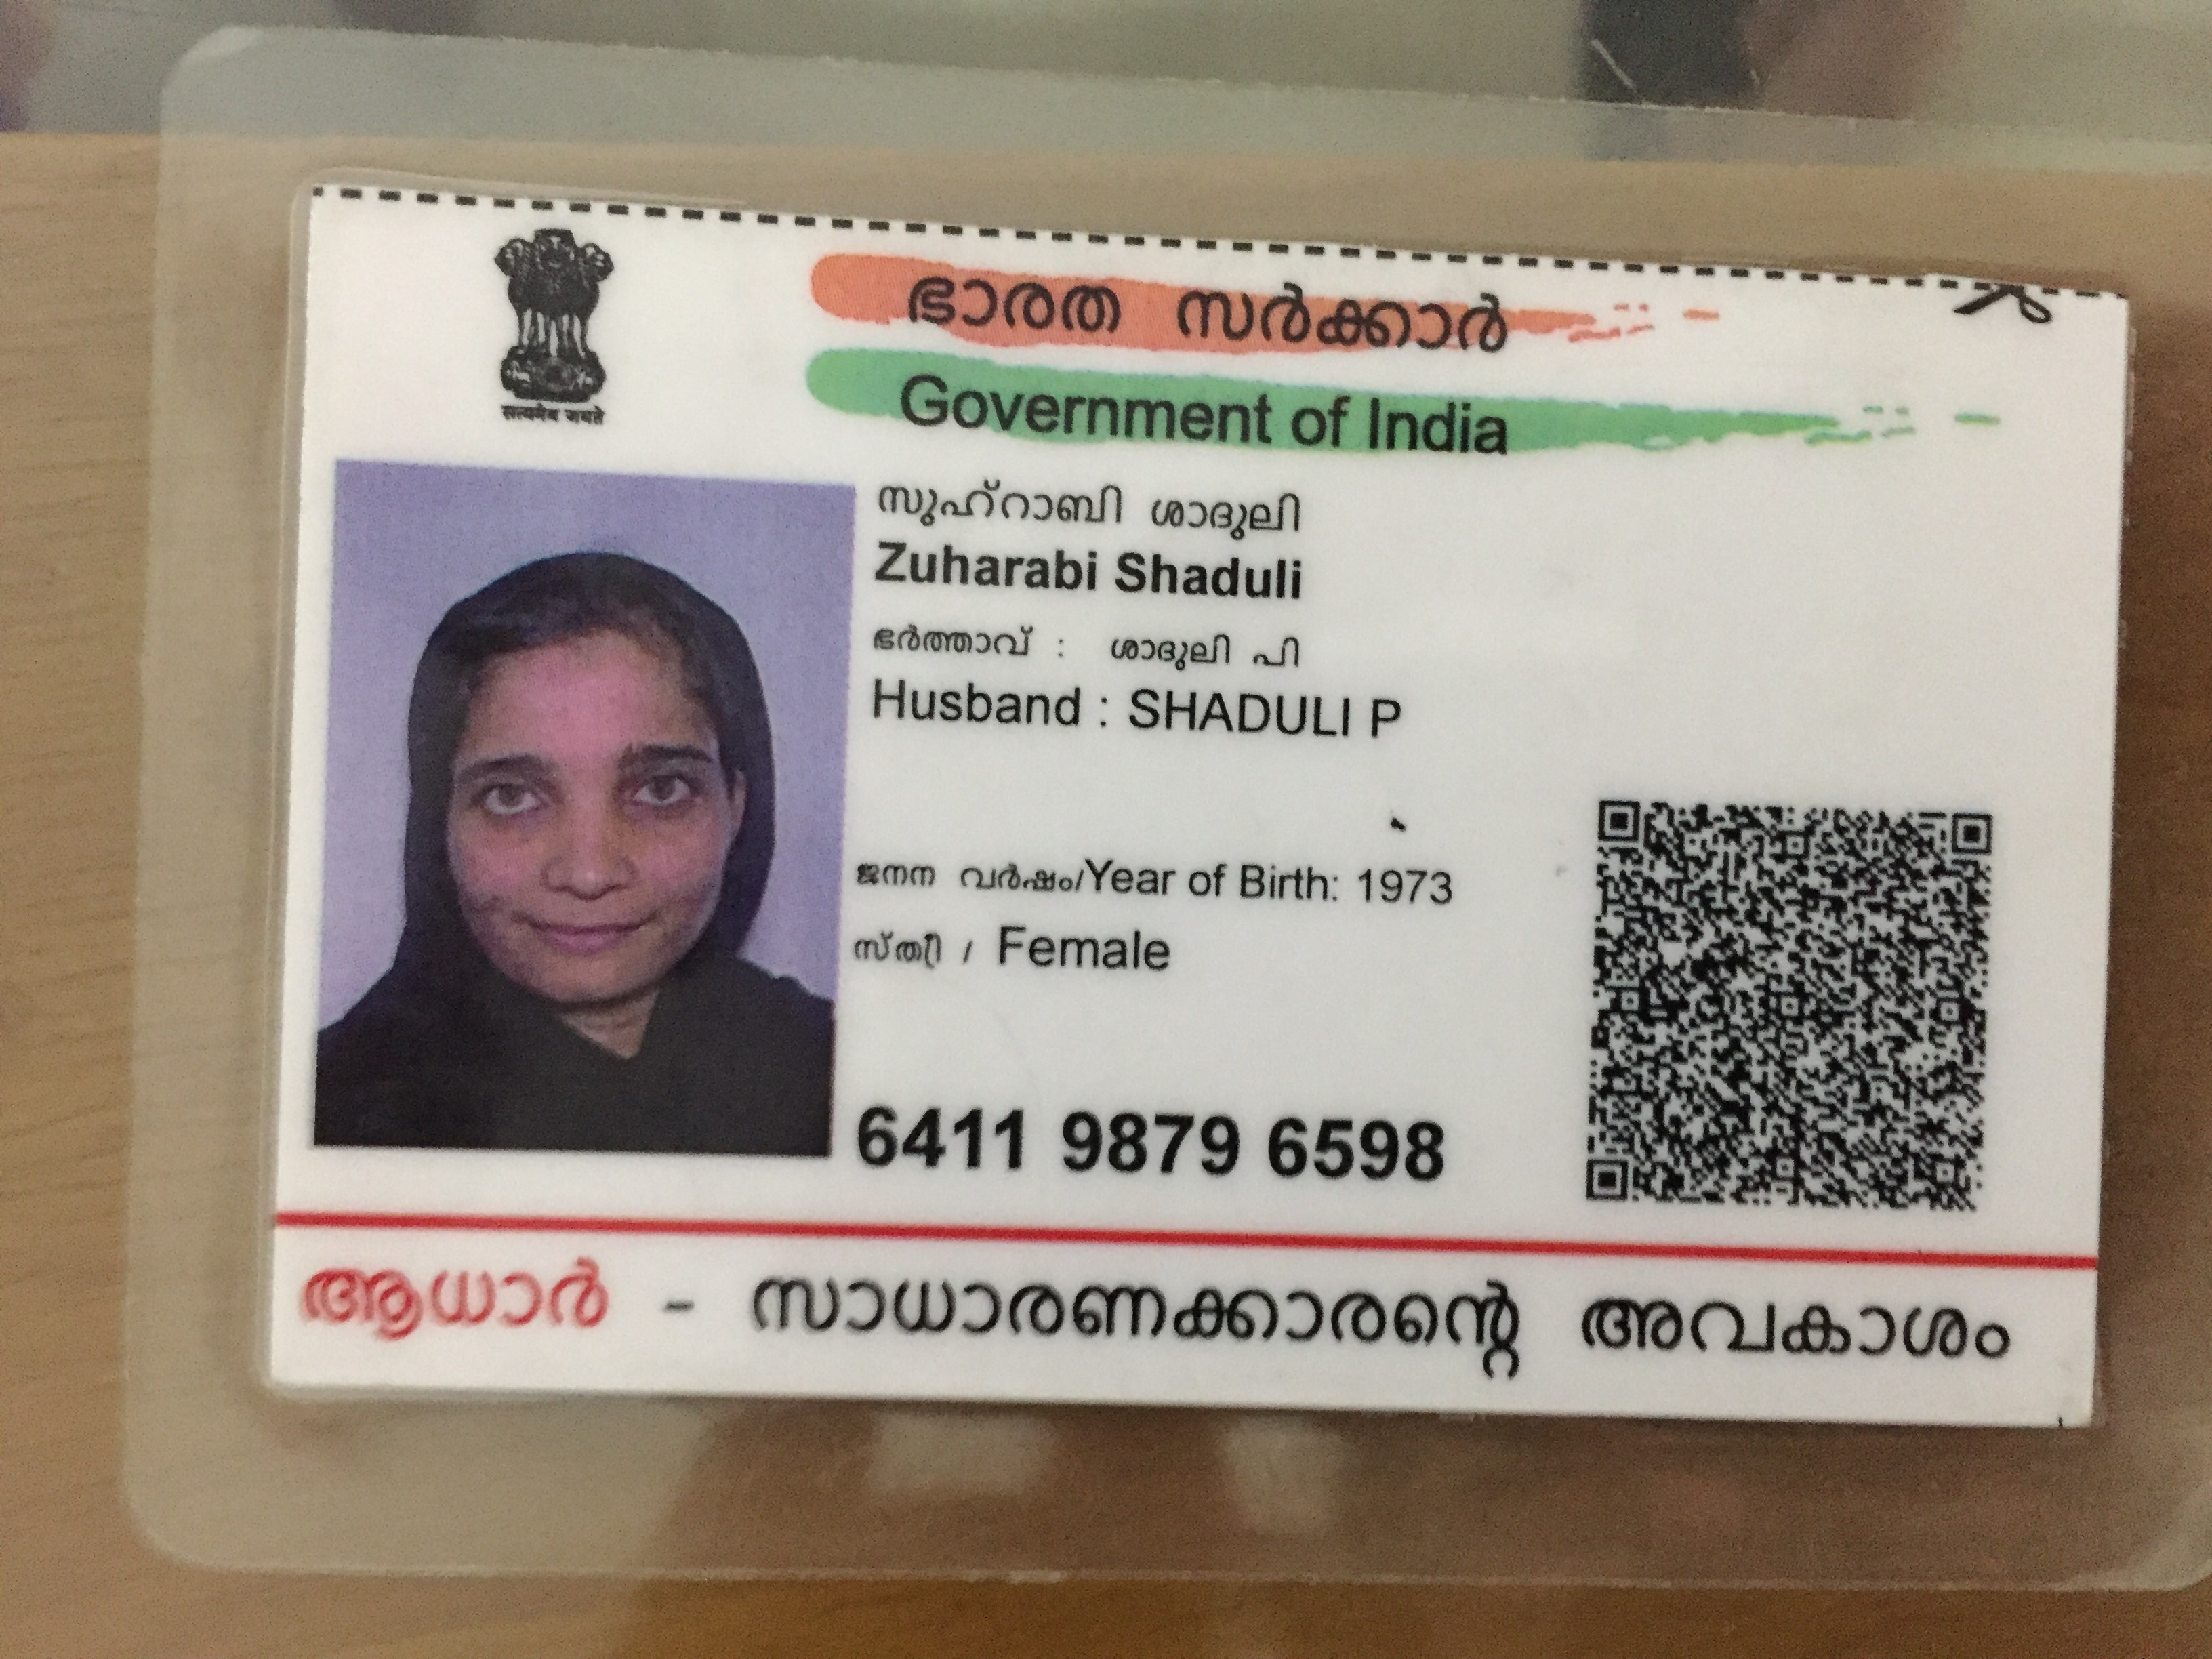 ഭാരത സർക്കാർ
Government of India
सत्यमेव जयते
സുഹ്റാബി ശാദുലി
Zuharabi Shaduli
ഭർത്താവ് : ശാദുലി പി
Husband : SHADULI P
ജനന വർഷം/Year of Birth: 1973
സ്ത്രീ / Female
6411 9879 6598
ആധാർ - സാധാരണക്കാരന്റെ അവകാശം